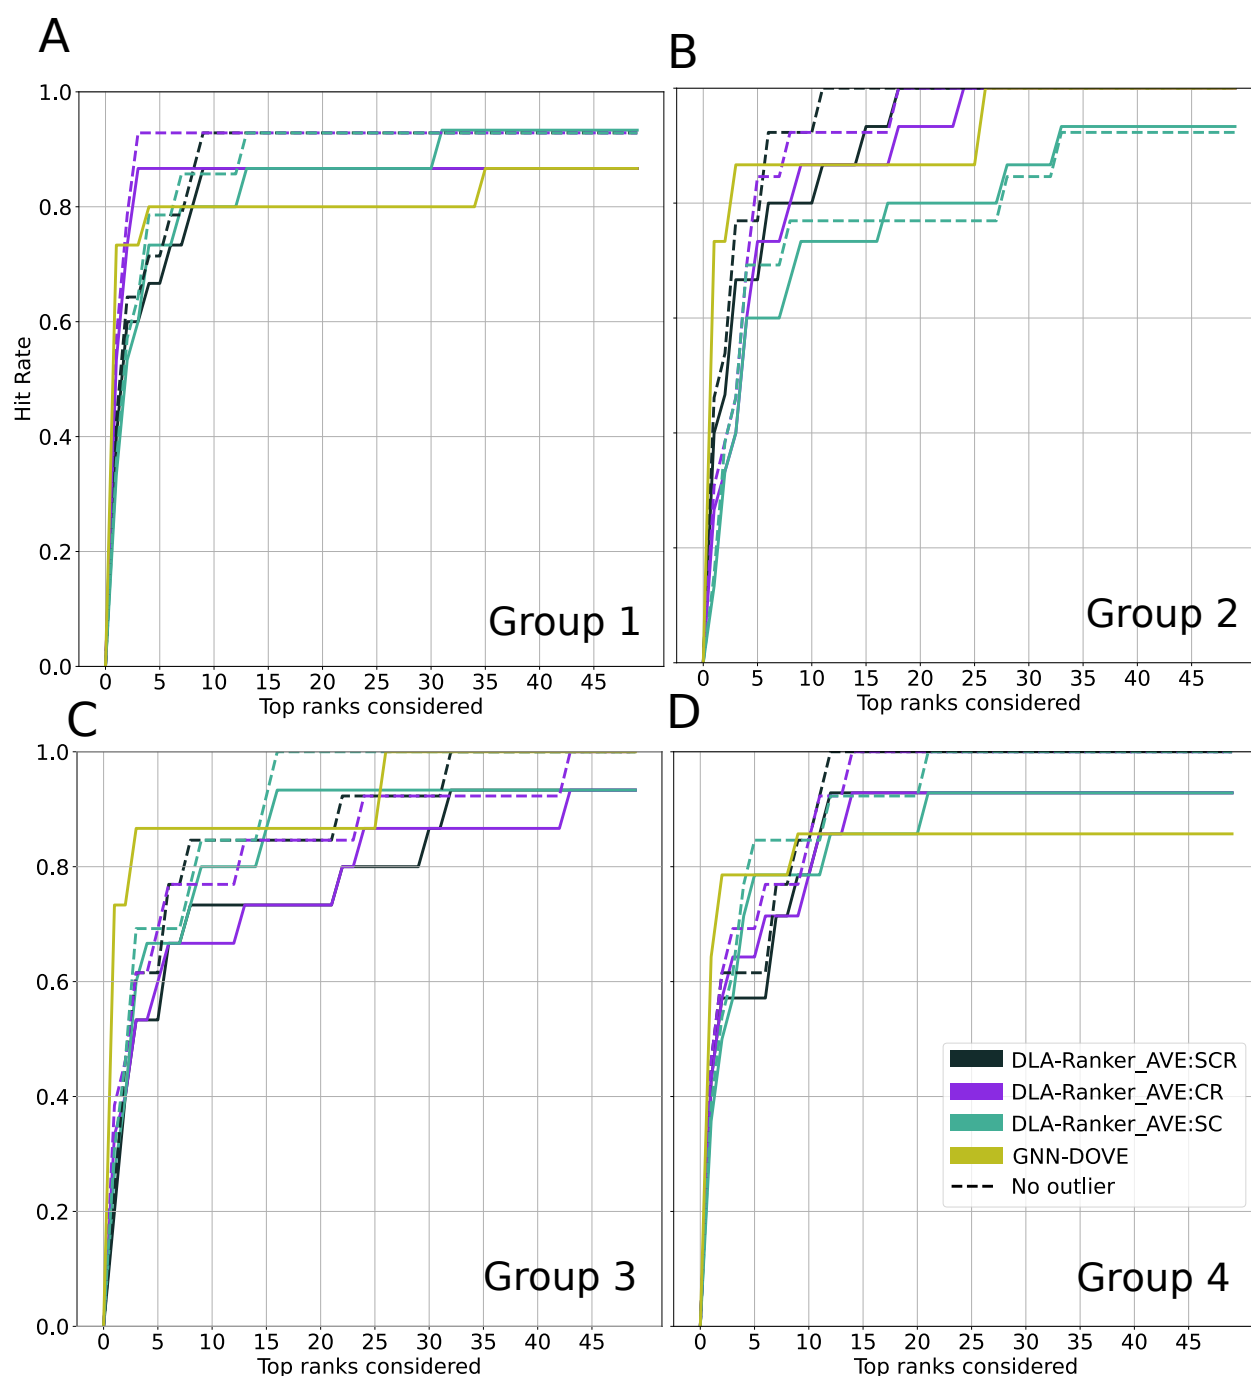 A
1.0
0.8
0.6
0.4
0.2
0.0
Hit Rate
0 5 10 15 20 25 30 35 40 45
Top ranks considered
Group 1
B
0 5 10 15 20 25 30 35 40 45
Top ranks considered
Group 2
C
1.0
0.8
0.6
0.4
0.2
0.0
0 5 10 15 20 25 30 35 40 45
Top ranks considered
Group 3
D
DLA-Ranker_AVE:SCR
DLA-Ranker_AVE:CR
DLA-Ranker_AVE:SC
GNN-DOVE
No outlier
Group 4
0 5 10 15 20 25 30 35 40 45
Top ranks considered